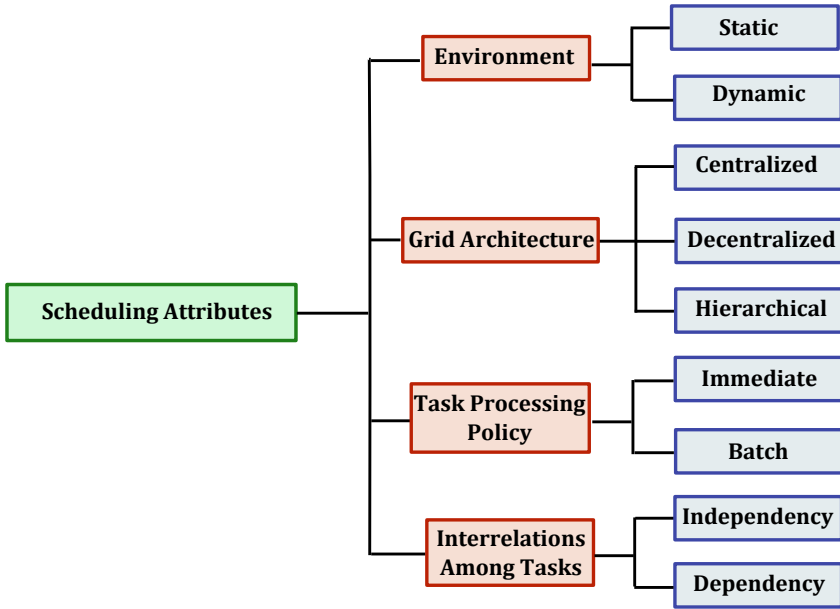 Scheduling Attributes
Environment
Static
Dynamic
Grid Architecture
Centralized
Decentralized
Hierarchical
Task Processing
Policy
Immediate
Batch
Interrelations
Among Tasks
Independency
Dependency